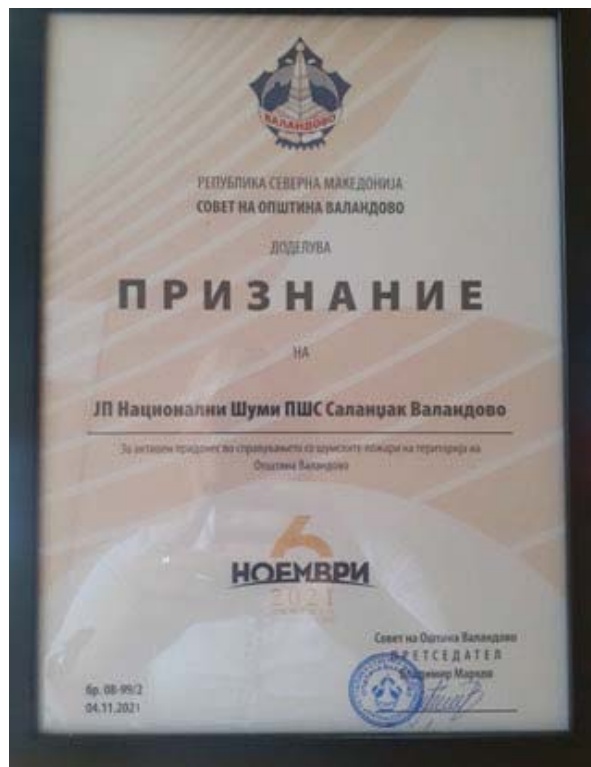 ВАЛАНДОВО
РЕПУБЛИКА СЕВЕРНА МАКЕДОНИЈА
СОВЕТ НА ОПШТИНА ВАЛАНДОВО
ДОДЕЛУВА
ПРИЗНАНИЕ
НА
ЈП Национални Шуми ПШС Саланџак Валандово
За активен придонес во справувањето со шумските пожари на територија на
Општина Валандово
6
НОЕМВРИ
2021
Совет на Општина Валандово
ПРЕТСЕДАТЕЛ
Владимир Марков
бр. 08-99/2
04.11.2021